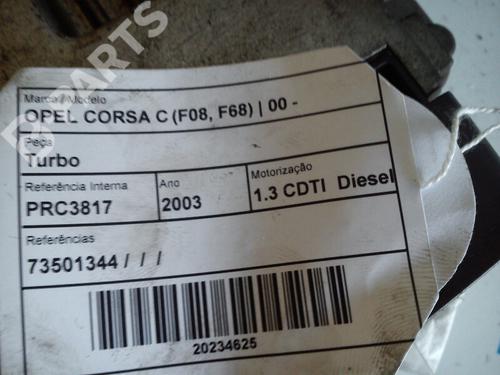 B-PARTS
Marca / Modelo
OPEL CORSA C (F08, F68) | 00 -
Peça
Turbo
Referência Interna
PRC3817
Ano
2003
Motorização
1.3 CDTI Diesel
Referências
73501344 / / /
20234625